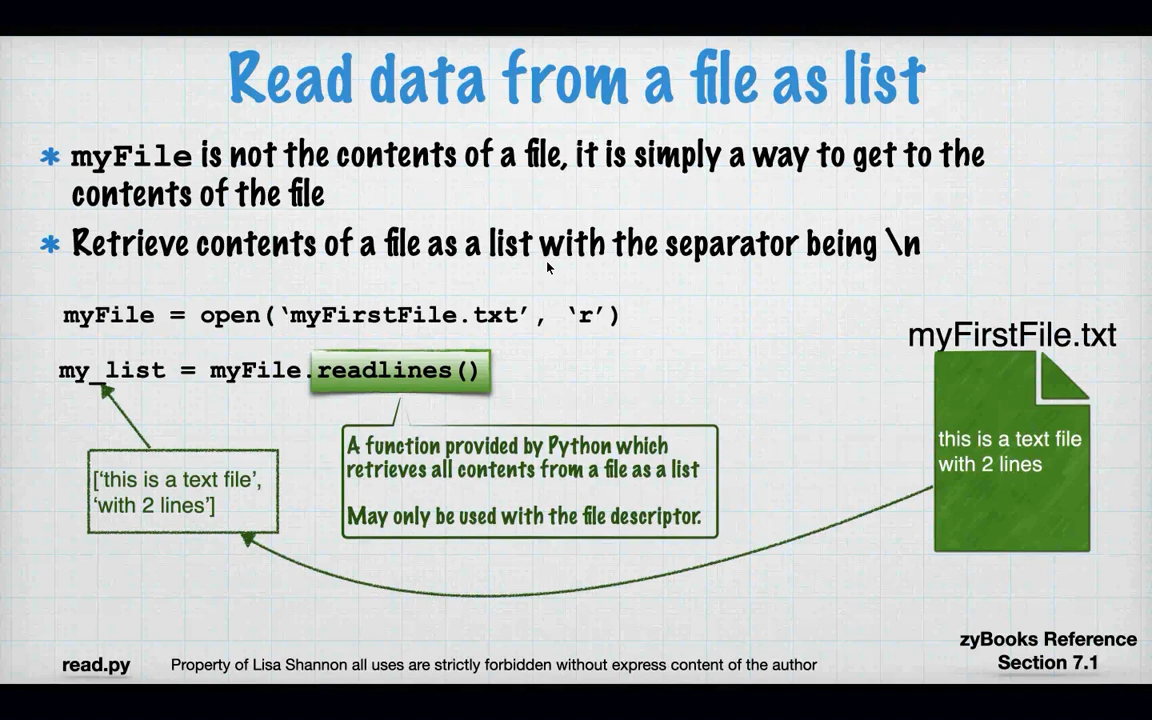 Read data from a file as list
* myFile is not the contents of a file, it is simply a way to get to the
contents of the file
* Retrieve contents of a file as a list with the separator being \n
myFile = open(‘myFirstFile.txt’, ‘r’)
myFirstFile.txt
my_list = myFile.readlines()
this is a text file
with 2 lines
A function provided by Python which
retrieves all contents from a file as a list
May only be used with the file descriptor.
[‘this is a text file’,
‘with 2 lines’]
zyBooks Reference
Section 7.1
read.py
Property of Lisa Shannon all uses are strictly forbidden without express content of the author